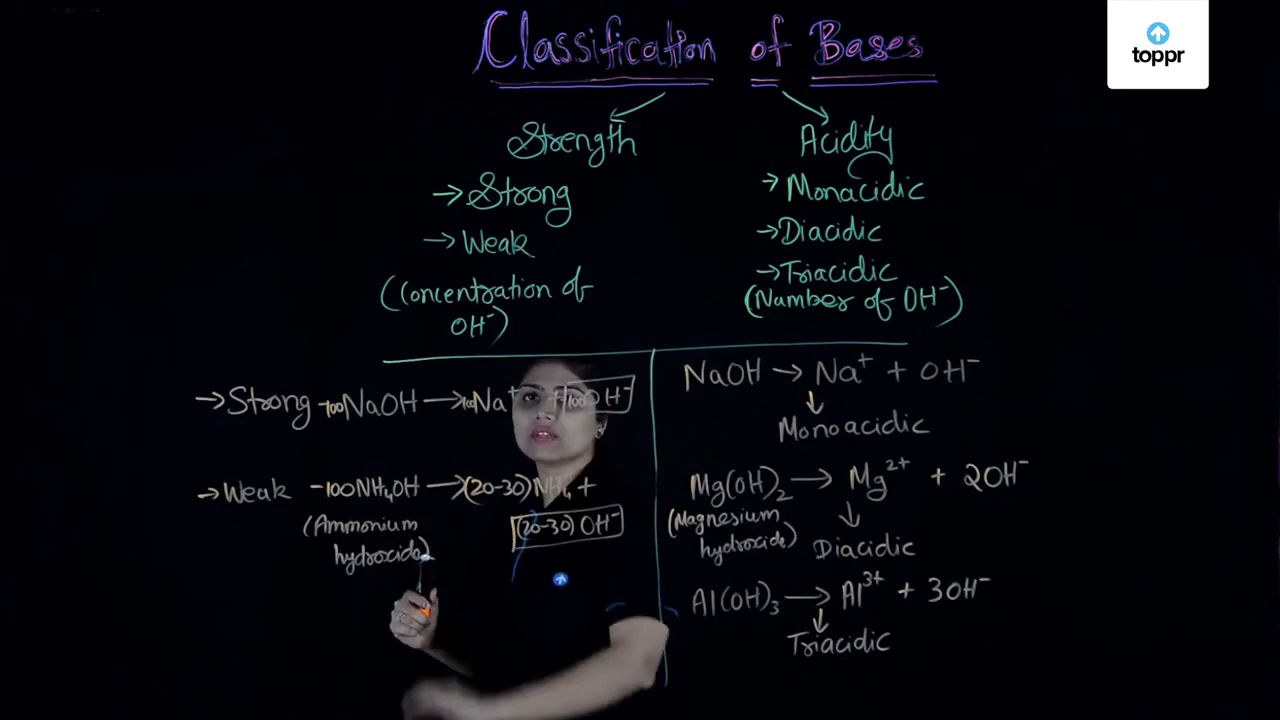 Classification of Bases
toppr
Strength
→ Strong
→ Weak
(Concentration of
OH⁻)
Acidity
→ Monacidic
→ Diacidic
→ Triacidic
(Number of OH⁻)
→ Strong -100NaOH → 100Na⁺ + 100OH⁻
→ Weak -100NH₄OH → (20-30)NH₄ +
(Ammonium
hydroxide)
(20-30) OH⁻
NaOH → Na⁺ + OH⁻
↓
Monoacidic
Mg(OH)₂ → Mg²⁺ + 2OH⁻
(Magnesium
hydroxide)
↓
Diacidic
Al(OH)₃ → Al³⁺ + 3OH⁻
↓
Triacidic